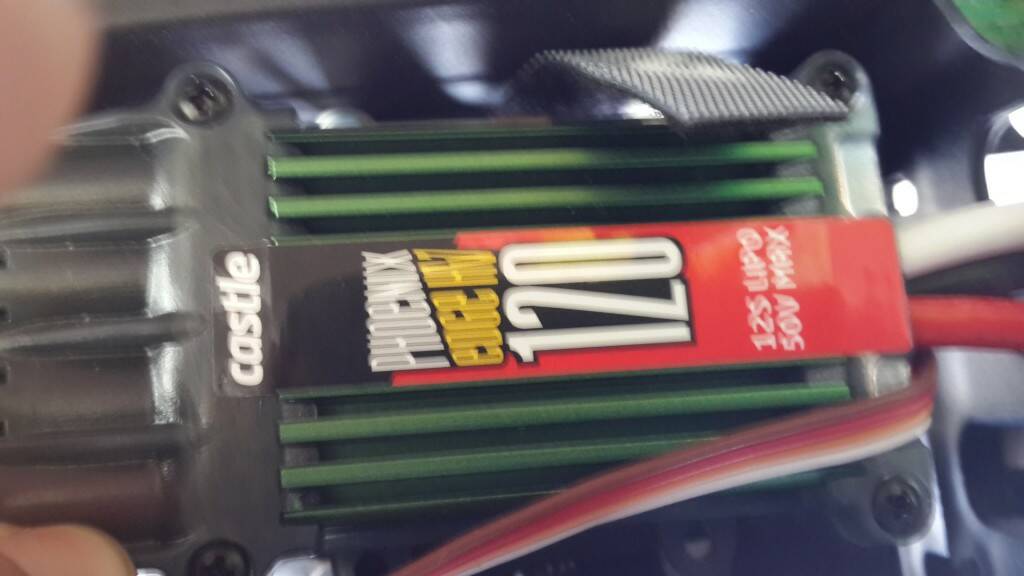 castle
PHOENIX
EDGE HV
120
12S LIPO
50V MAX